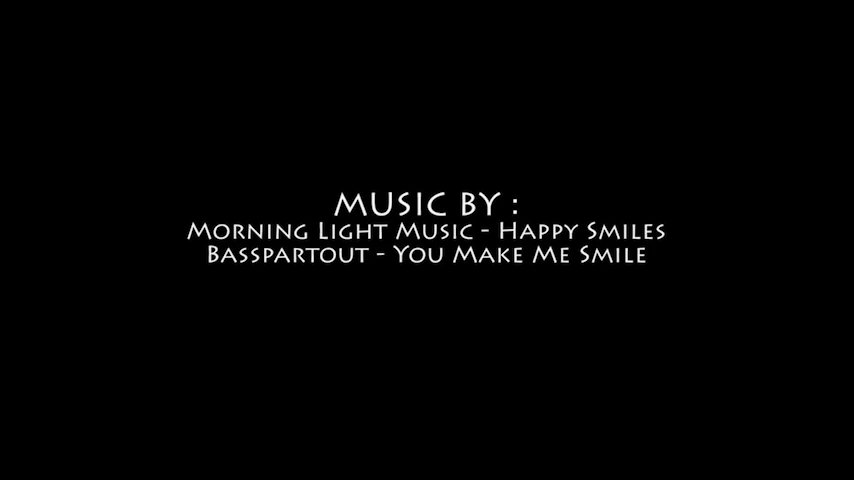 MUSIC BY :
MORNING LIGHT MUSIC - HAPPY SMILES
BASSPARTOUT - YOU MAKE ME SMILE